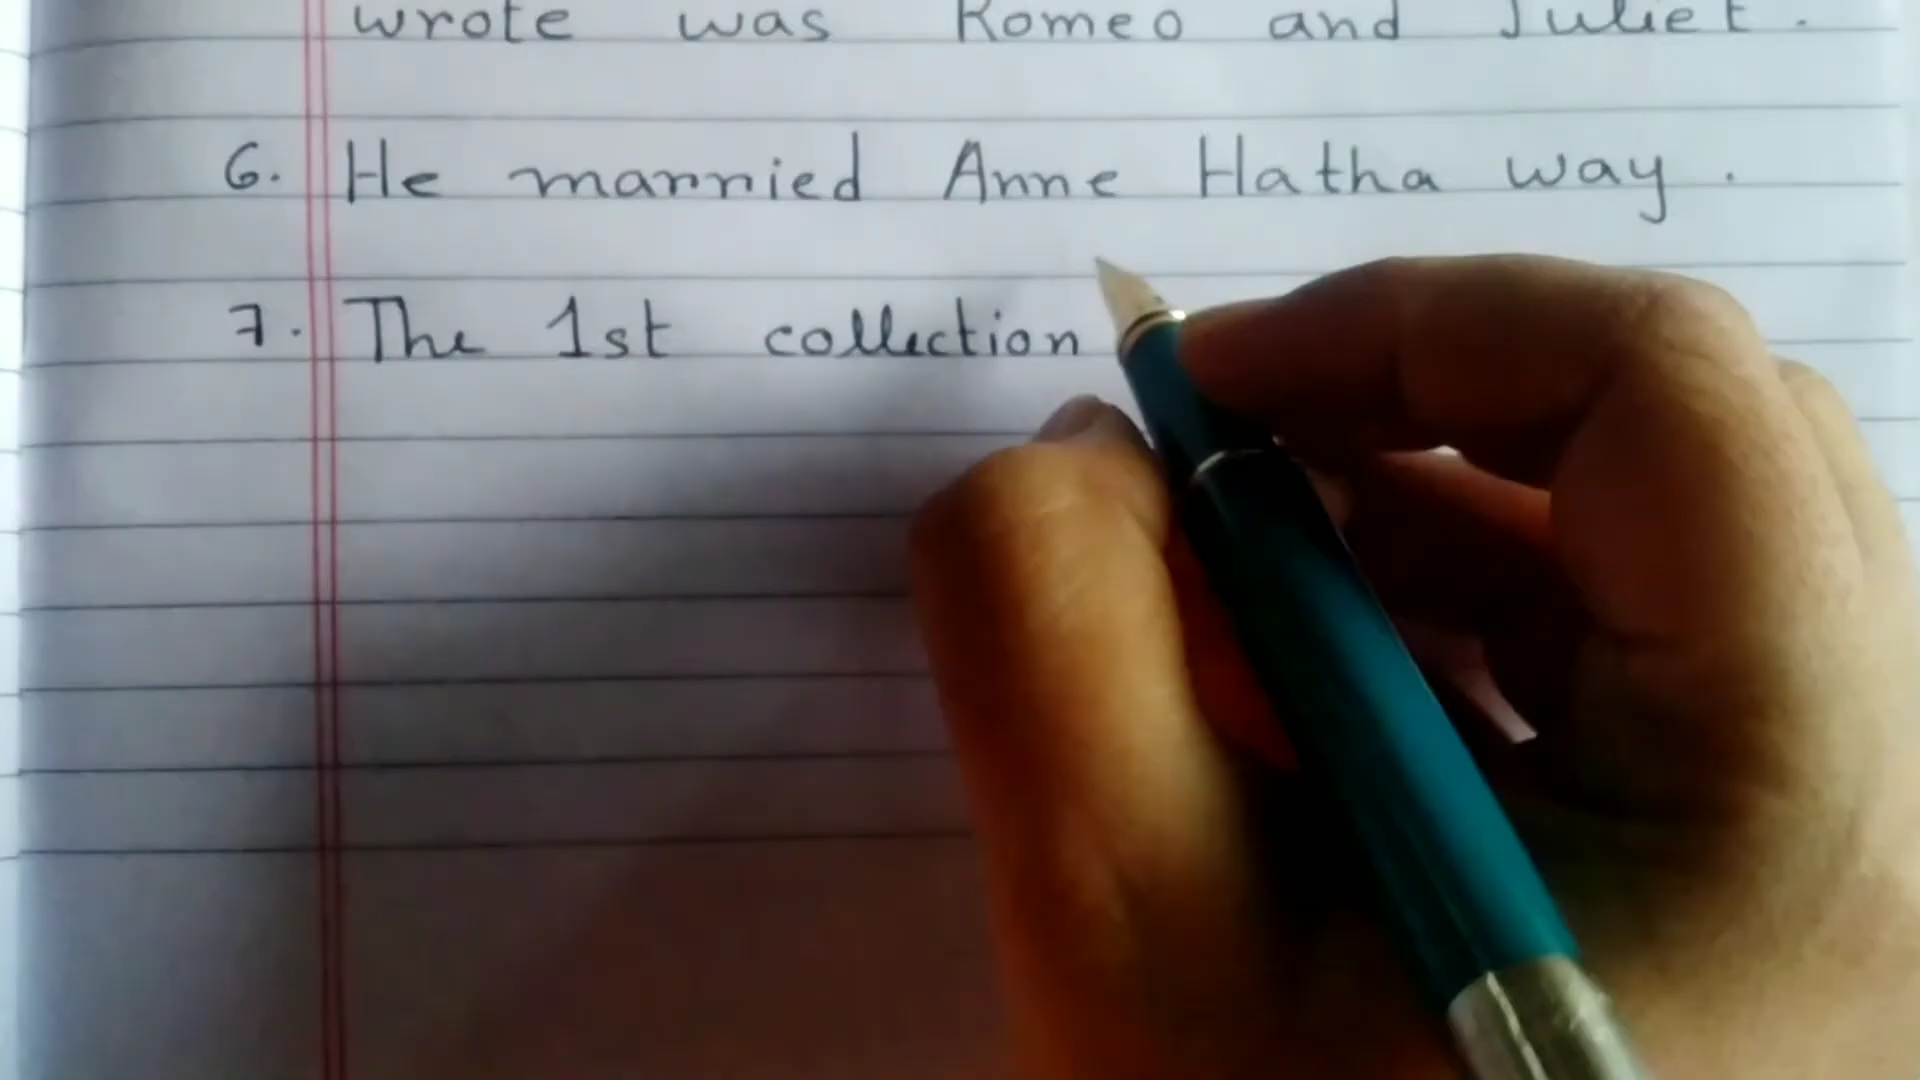 wrote was Romeo and Juliet.
6. He married Anne Hatha way.
7. The 1st collection